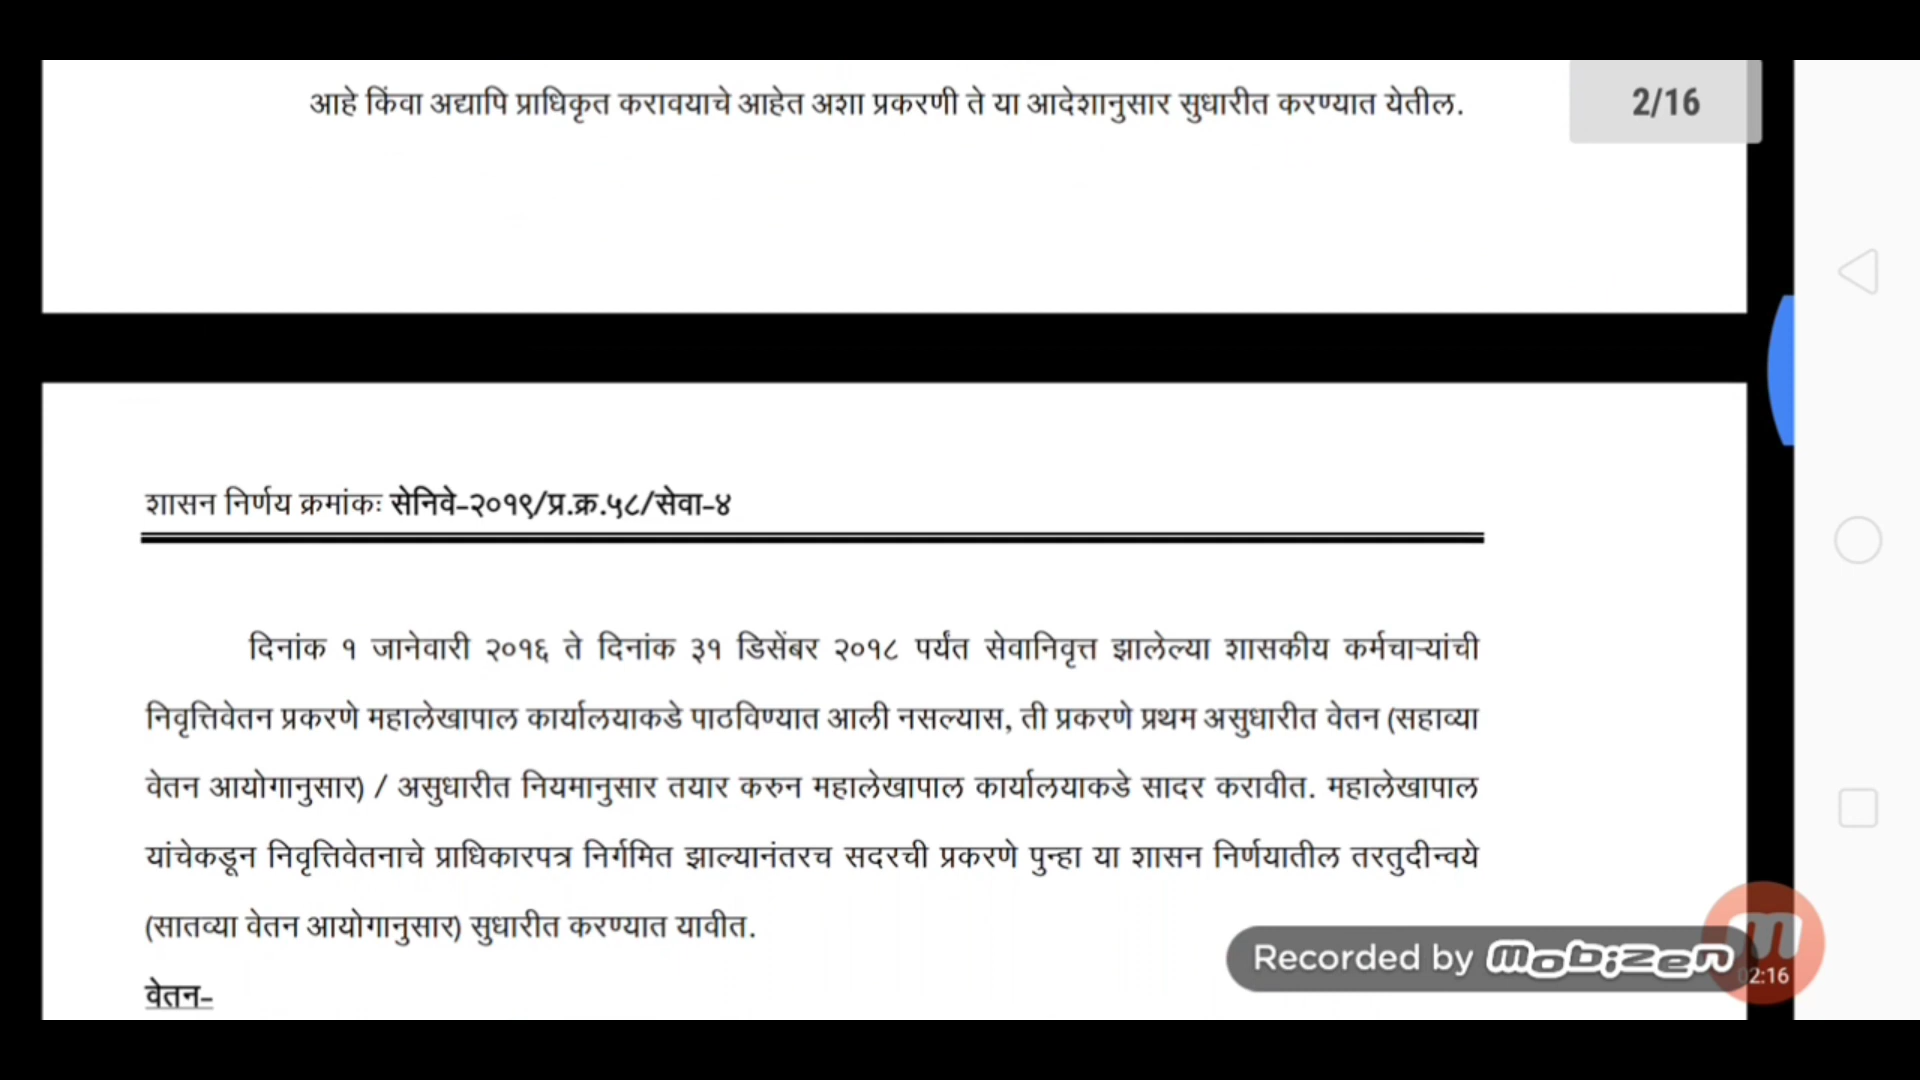 आहे किंवा अद्यापि प्राधिकृत करावयाचे आहेत अशा प्रकरणी ते या आदेशानुसार सुधारीत करण्यात येतील.
2/16
शासन निर्णय क्रमांकः सेनिवे-२०१९/प्र.क्र.५८/सेवा-४
दिनांक १ जानेवारी २०१६ ते दिनांक ३१ डिसेंबर २०१८ पर्यंत सेवानिवृत्त झालेल्या शासकीय कर्मचाऱ्यांची
निवृत्तिवेतन प्रकरणे महालेखापाल कार्यालयाकडे पाठविण्यात आली नसल्यास, ती प्रकरणे प्रथम असुधारीत वेतन (सहाव्या
वेतन आयोगानुसार) / असुधारीत नियमानुसार तयार करुन महालेखापाल कार्यालयाकडे सादर करावीत. महालेखापाल
यांचेकडून निवृत्तिवेतनाचे प्राधिकारपत्र निर्गमित झाल्यानंतरच सदरची प्रकरणे पुन्हा या शासन निर्णयातील तरतुदीन्वये
(सातव्या वेतन आयोगानुसार) सुधारीत करण्यात यावीत.
Recorded by mobizen
02:16
वेतन-